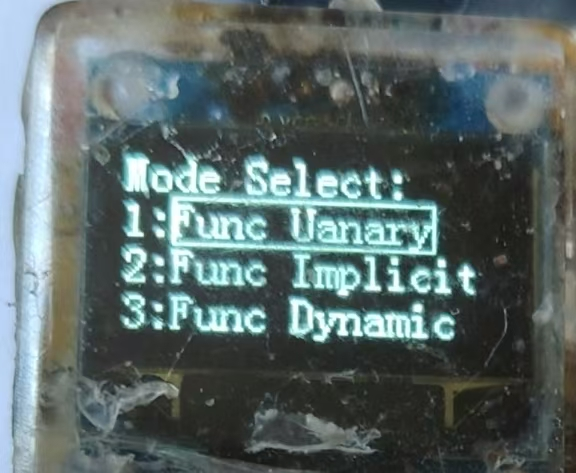 Mode Select:
1:Func Uanary
2:Func Implicit
3:Func Dynamic